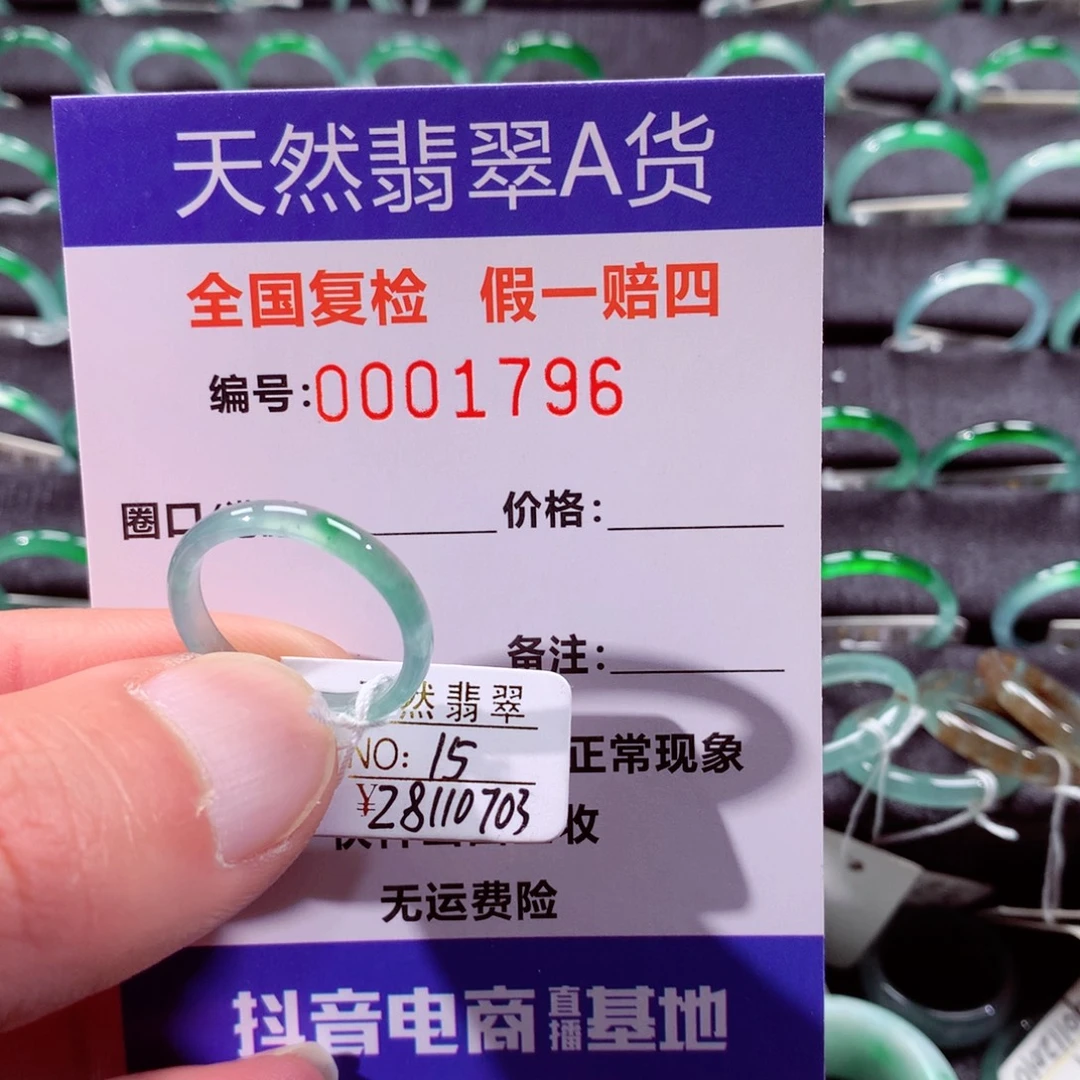 天然翡翠A货
全国复检 假一赔四
编号:0001796
圈口
价格:
备注:
然翡翠
NO: 15
¥28110703
正常现象
收
无运费险
抖音电商直播基地